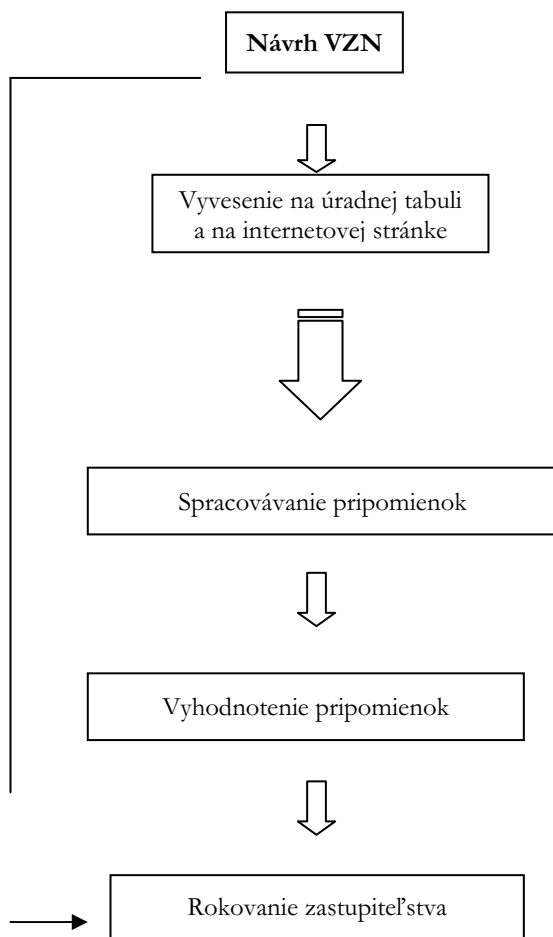 Návrh VZN
Vyvesenie na úradnej tabuli
a na internetovej stránke
Spracovávanie pripomienok
Vyhodnotenie pripomienok
Rokovanie zastupiteľstva